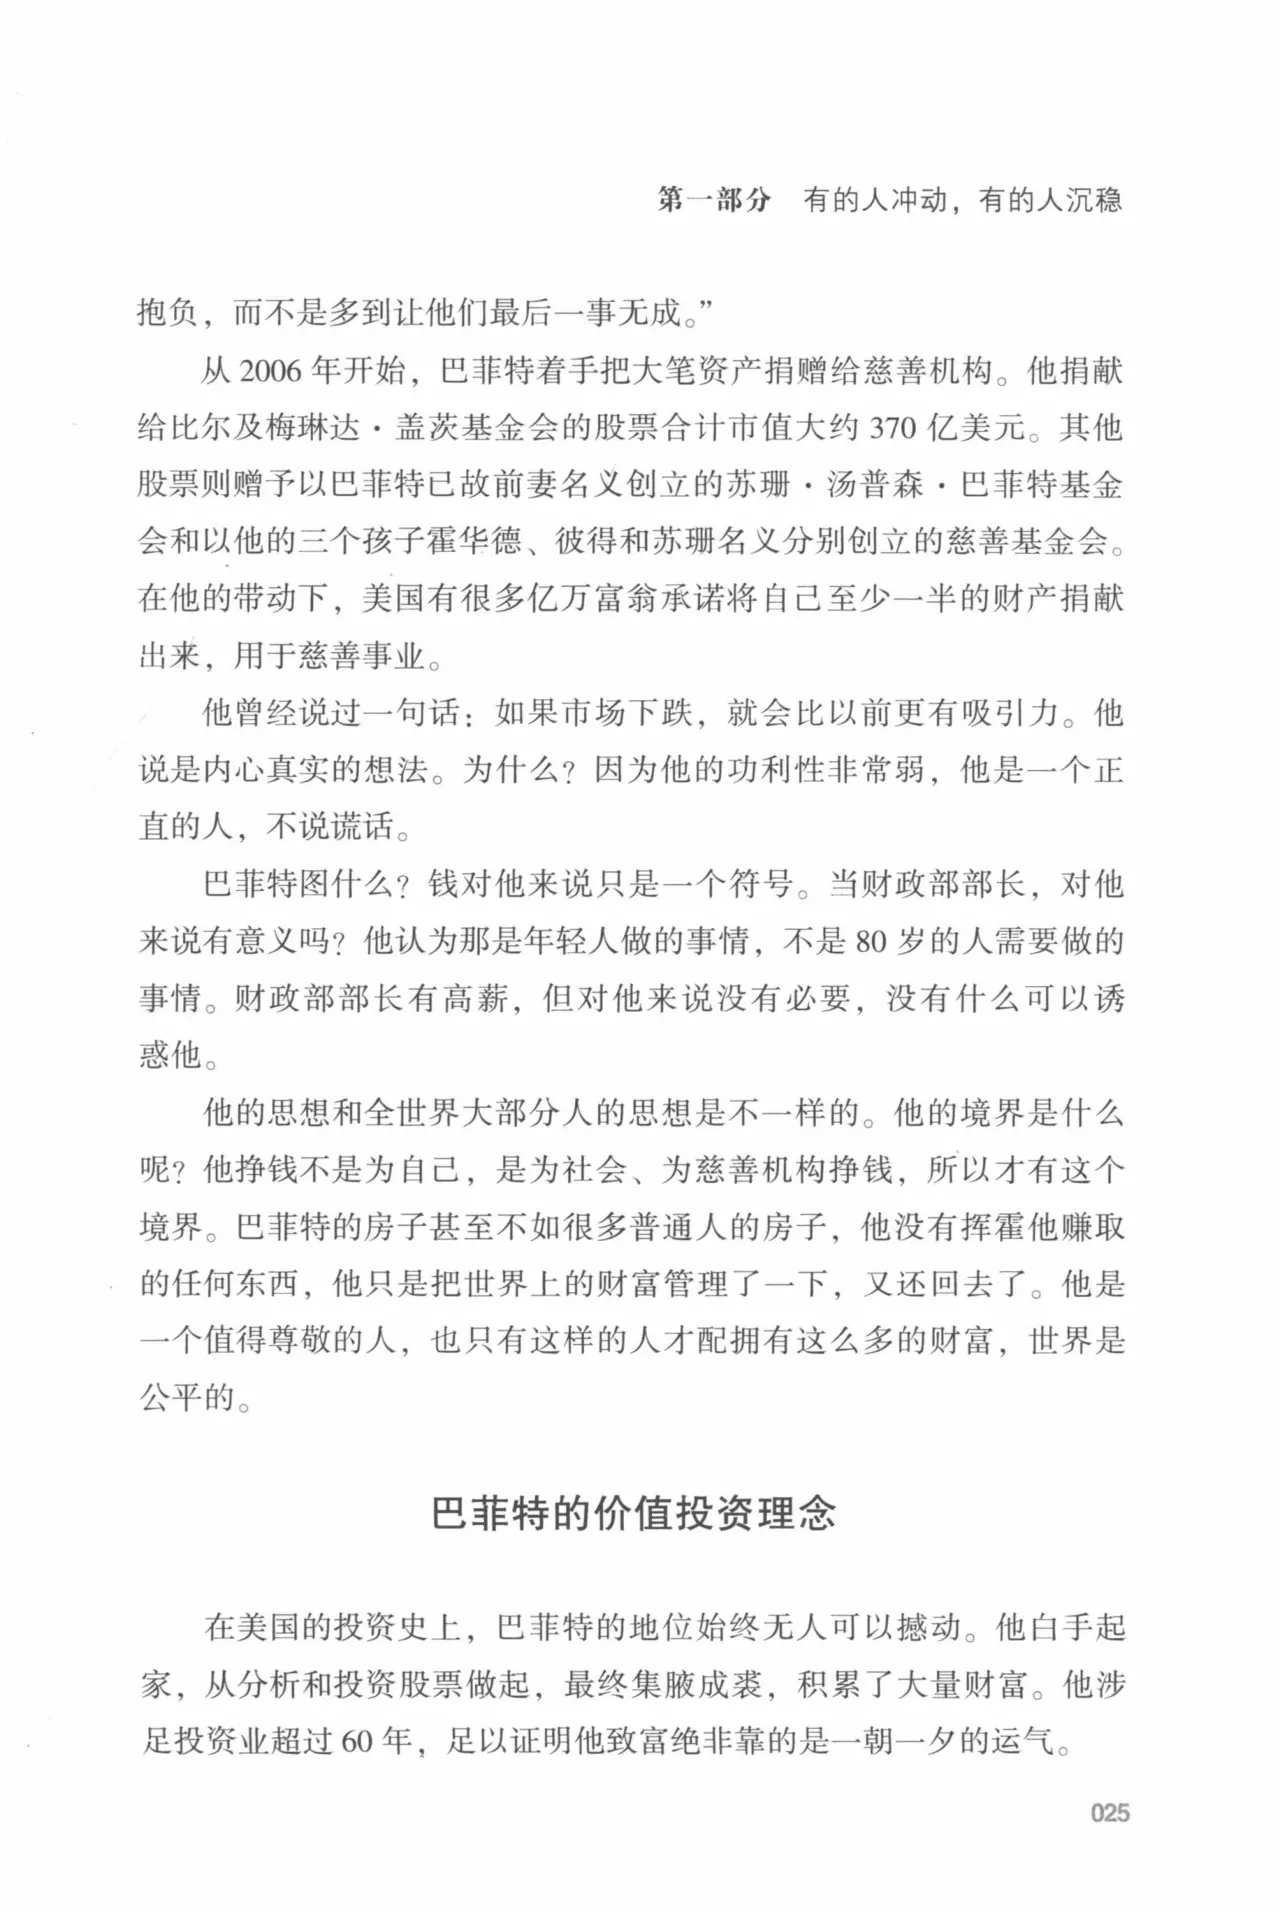 第一部分 有的人冲动，有的人沉稳
抱负，而不是多到让他们最后一事无成。”
从 2006 年开始，巴菲特着手把大笔资产捐赠给慈善机构。他捐献
给比尔及梅琳达·盖茨基金会的股票合计市值大约 370 亿美元。其他
股票则赠予以巴菲特已故前妻名义创立的苏珊·汤普森·巴菲特基金
会和以他的三个孩子霍华德、彼得和苏珊名义分别创立的慈善基金会。
在他的带动下，美国有很多亿万富翁承诺将自己至少一半的财产捐献
出来，用于慈善事业。
他曾经说过一句话：如果市场下跌，就会比以前更有吸引力。他
说是内心真实的想法。为什么？因为他的功利性非常弱，他是一个正
直的人，不说谎话。
巴菲特图什么？钱对他来说只是一个符号。当财政部部长，对他
来说有意义吗？他认为那是年轻人做的事情，不是 80 岁的人需要做的
事情。财政部部长有高薪，但对他来说没有必要，没有什么可以诱
惑他。
他的思想和全世界大部分人的思想是不一样的。他的境界是什么
呢？他挣钱不是为自己，是为社会、为慈善机构挣钱，所以才有这个
境界。巴菲特的房子甚至不如很多普通人的房子，他没有挥霍他赚取
的任何东西，他只是把世界上的财富管理了一下，又还回去了。他是
一个值得尊敬的人，也只有这样的人才配拥有这么多的财富，世界是
公平的。
巴菲特的价值投资理念
在美国的投资史上，巴菲特的地位始终无人可以撼动。他白手起
家，从分析和投资股票做起，最终集腋成裘，积累了大量财富。他涉
足投资业超过 60 年，足以证明他致富绝非靠的是一朝一夕的运气。
025